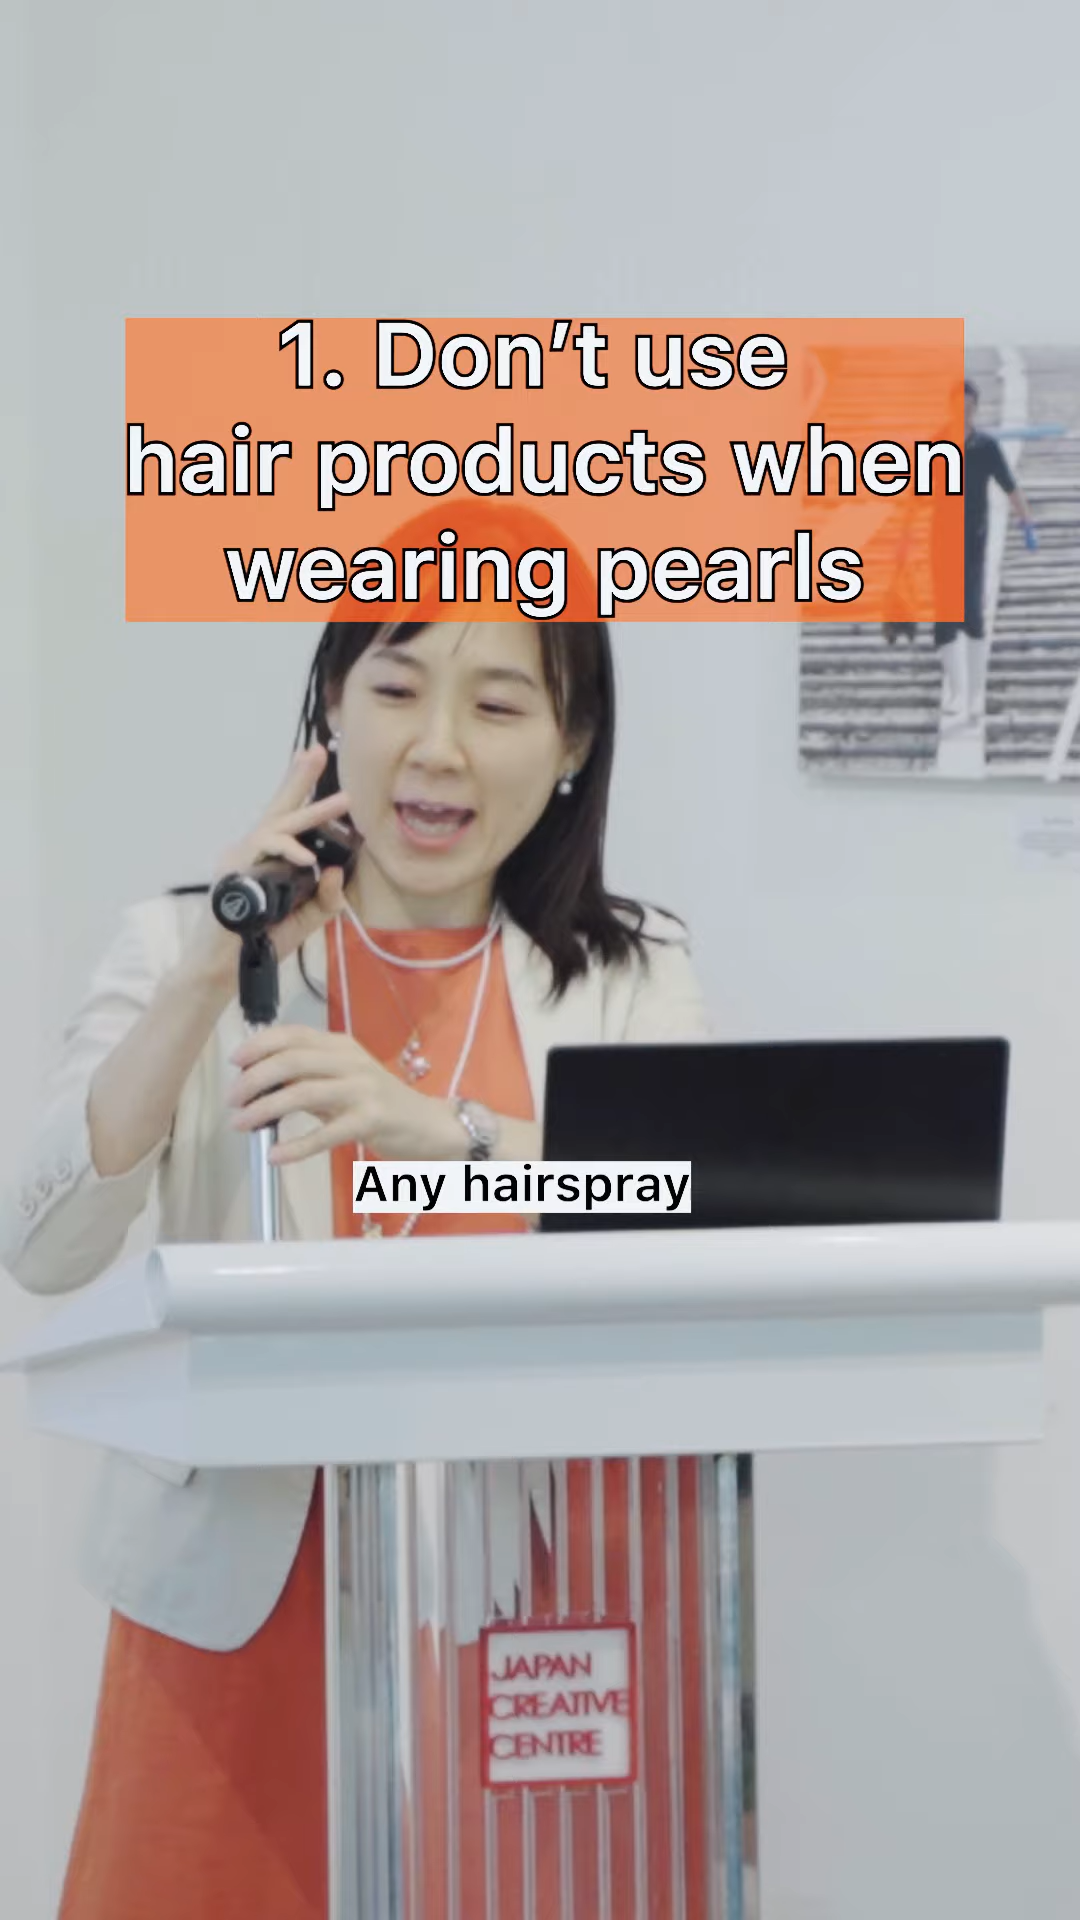 1. Don’t use
hair products when
wearing pearls
Any hairspray
JAPAN
CREATIVE
CENTRE